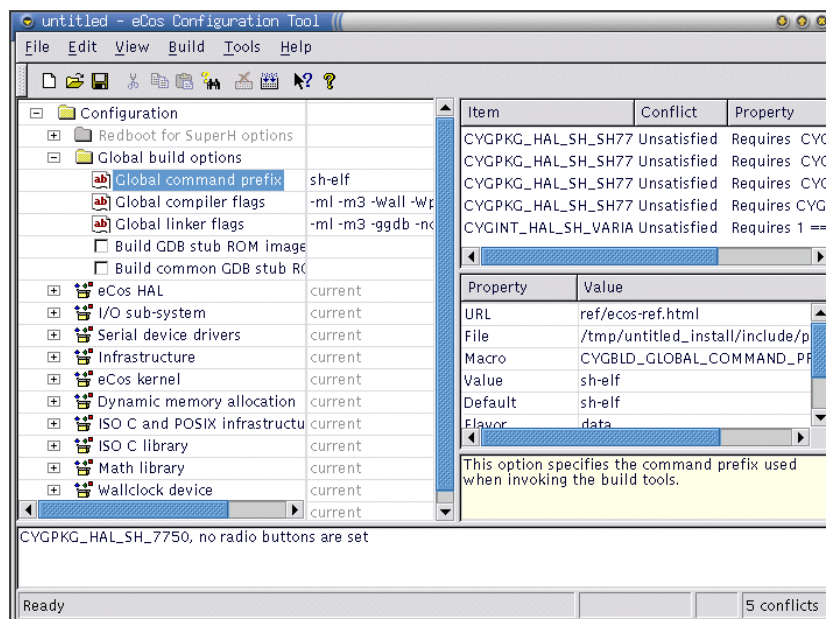 untitled - eCos Configuration Tool
File Edit View Build Tools Help
Configuration
Redboot for SuperH options
Global build options
Global command prefix sh-elf
Global compiler flags -ml -m3 -Wall -Wp
Global linker flags -ml -m3 -ggdb -no
Build GDB stub ROM image
Build common GDB stub RO
eCos HAL current
I/O sub-system current
Serial device drivers current
Infrastructure current
eCos kernel current
Dynamic memory allocation current
ISO C and POSIX infrastructu current
ISO C library current
Math library current
Wallclock device current
current
Item Conflict Property
CYGPKG_HAL_SH_SH77 Unsatisfied Requires CYG
CYGPKG_HAL_SH_SH77 Unsatisfied Requires CYG
CYGPKG_HAL_SH_SH77 Unsatisfied Requires CYG
CYGPKG_HAL_SH_SH77 Unsatisfied Requires CYG
CYGINT_HAL_SH_VARIA Unsatisfied Requires 1 ==
Property Value
URL ref/ecos-ref.html
File /tmp/untitled_install/include/p
Macro CYGBLD_GLOBAL_COMMAND_PR
Value sh-elf
Default sh-elf
Flavor data
This option specifies the command prefix used
when invoking the build tools.
CYGPKG_HAL_SH_7750, no radio buttons are set
Ready 5 conflicts